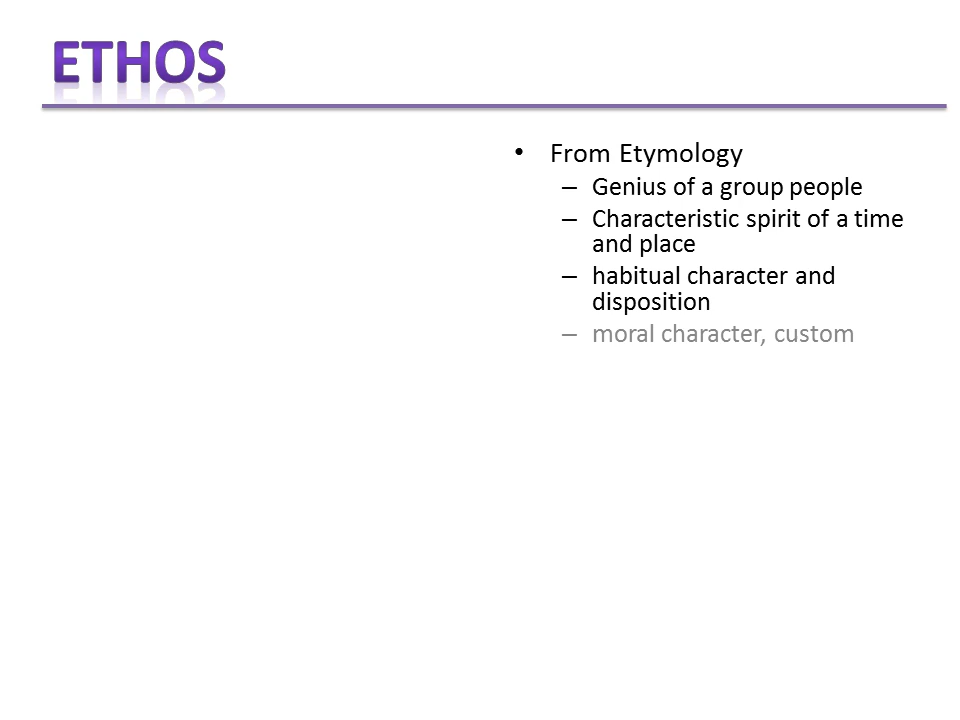 ETHOS
• From Etymology
– Genius of a group people
– Characteristic spirit of a time
and place
– habitual character and
disposition
– moral character, custom